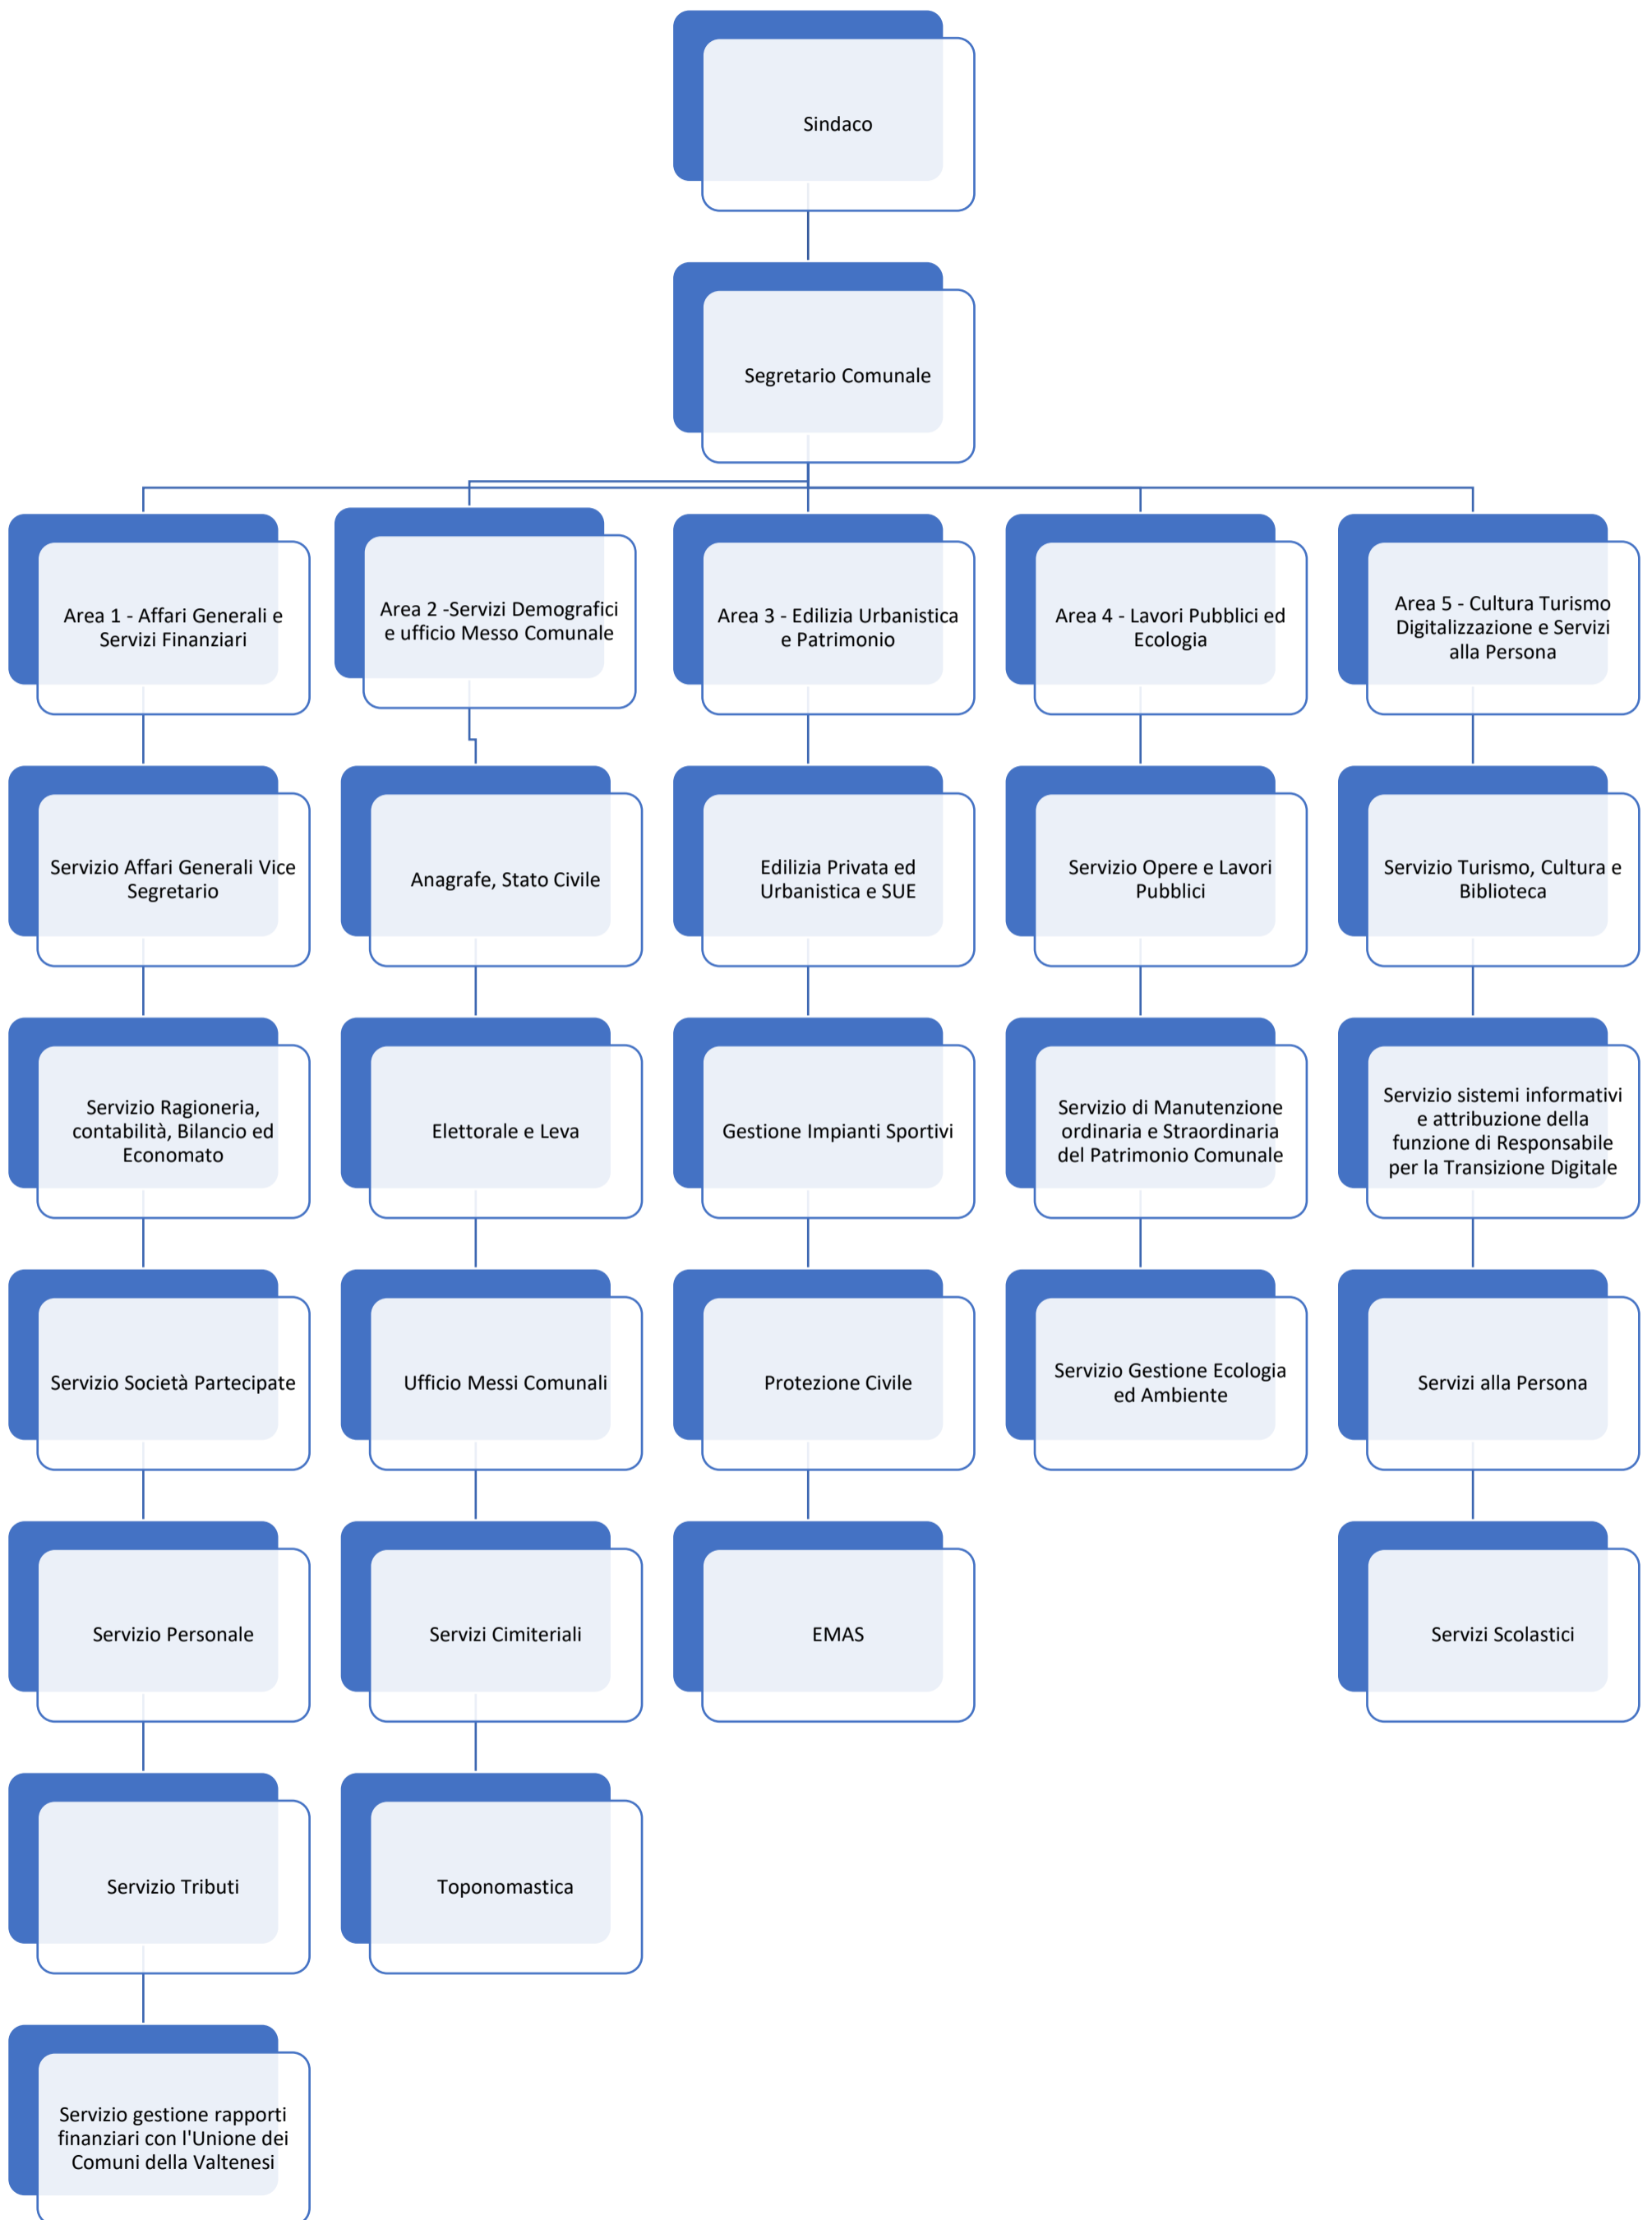 Sindaco
Segretario Comunale
Area 1 - Affari Generali e
Servizi Finanziari
Area 2 -Servizi Demografici
e ufficio Messo Comunale
Area 3 - Edilizia Urbanistica
e Patrimonio
Area 4 - Lavori Pubblici ed
Ecologia
Area 5 - Cultura Turismo
Digitalizzazione e Servizi
alla Persona
Servizio Affari Generali Vice
Segretario
Anagrafe, Stato Civile
Edilizia Privata ed
Urbanistica e SUE
Servizio Opere e Lavori
Pubblici
Servizio Turismo, Cultura e
Biblioteca
Servizio Ragioneria,
contabilità, Bilancio ed
Economato
Elettorale e Leva
Gestione Impianti Sportivi
Servizio di Manutenzione
ordinaria e Straordinaria
del Patrimonio Comunale
Servizio sistemi informativi
e attribuzione della
funzione di Responsabile
per la Transizione Digitale
Servizio Società Partecipate
Ufficio Messi Comunali
Protezione Civile
Servizio Gestione Ecologia
ed Ambiente
Servizi alla Persona
Servizio Personale
Servizi Cimiteriali
EMAS
Servizi Scolastici
Servizio Tributi
Toponomastica
Servizio gestione rapporti
finanziari con l'Unione dei
Comuni della Valtenesi